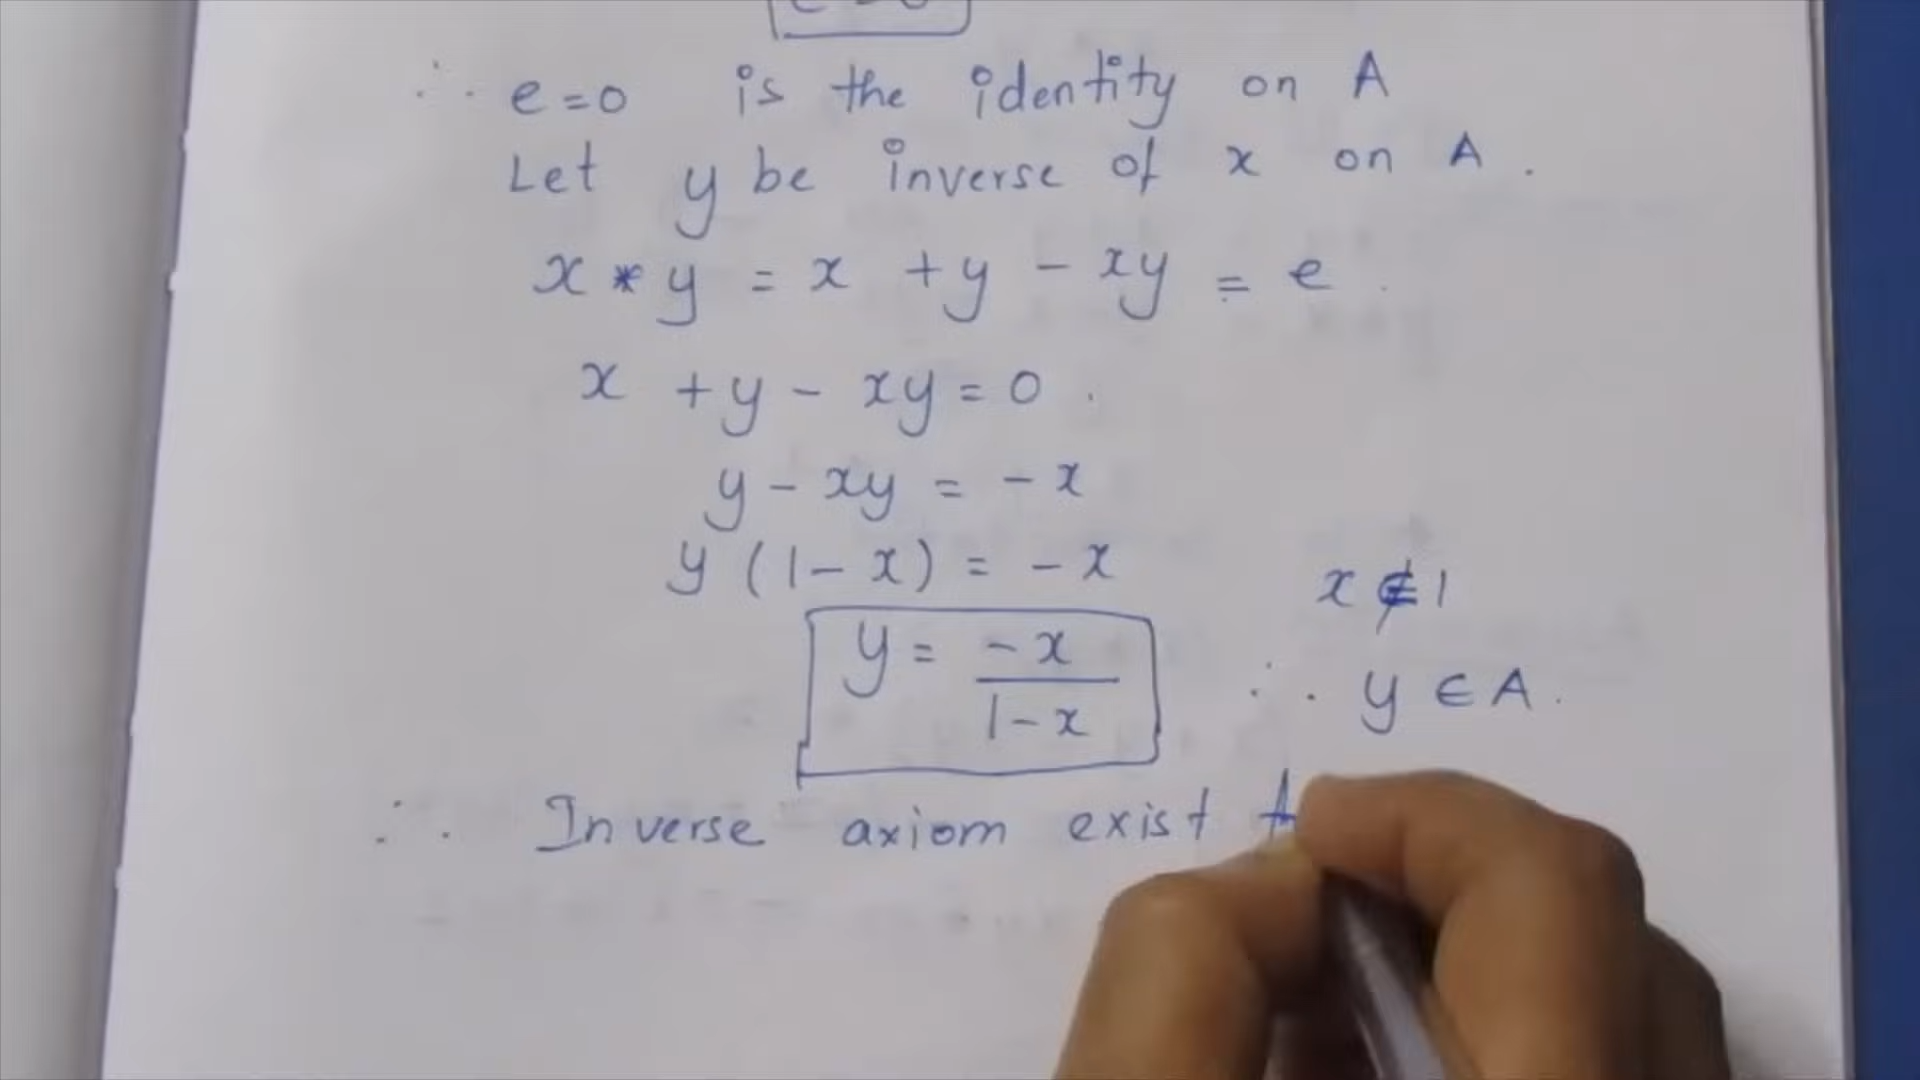 ∴ e=0 is the identity on A
Let y be inverse of x on A.
x * y = x + y - xy = e.
x + y - xy = 0.
y - xy = -x
y (1 - x) = -x
x ∉ 1
y = -x / 1-x ∴ y ∈ A.
∴ Inverse axiom exist